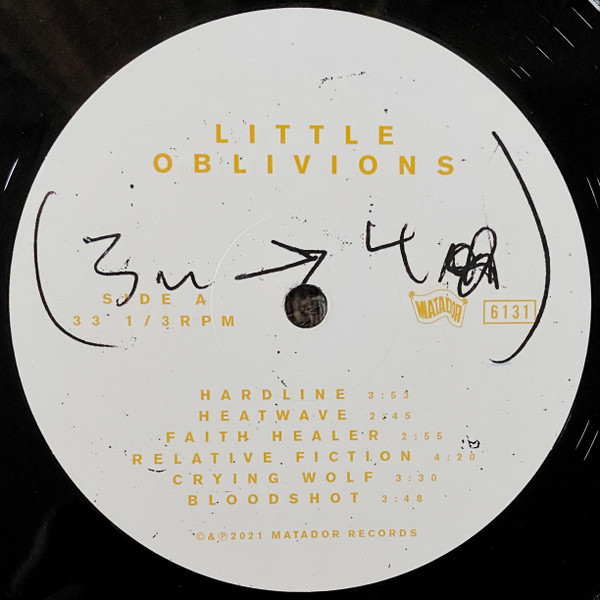 LITTLE
OBLIVIONS
SIDE A
33 1/3RPM
MATADOR
6131
HARDLINE 3:53
HEATWAVE 2:45
FAITH HEALER 2:55
RELATIVE FICTION 4:20
CRYING WOLF 3:30
BLOODSHOT 3:48
©&℗2021 MATADOR RECORDS